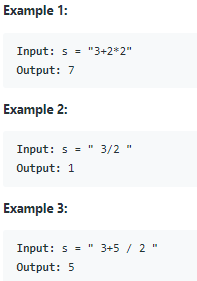 Example 1:
Input: s = "3+2*2"
Output: 7
Example 2:
Input: s = " 3/2 "
Output: 1
Example 3:
Input: s = " 3+5 / 2 "
Output: 5